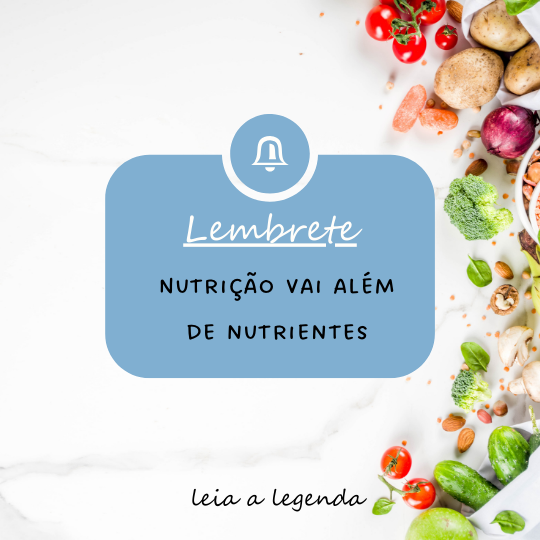 Lembrete
NUTRIÇÃO VAI ALÉM
DE NUTRIENTES
leia a legenda